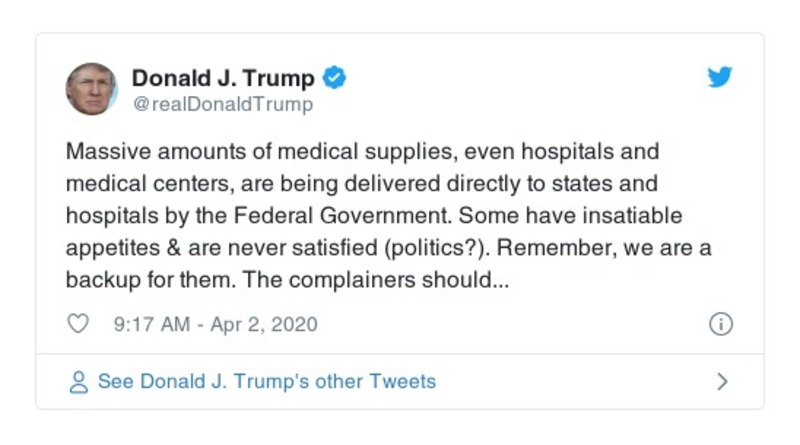 Donald J. Trump
@realDonaldTrump
Massive amounts of medical supplies, even hospitals and
medical centers, are being delivered directly to states and
hospitals by the Federal Government. Some have insatiable
appetites & are never satisfied (politics?). Remember, we are a
backup for them. The complainers should...
9:17 AM - Apr 2, 2020
See Donald J. Trump's other Tweets